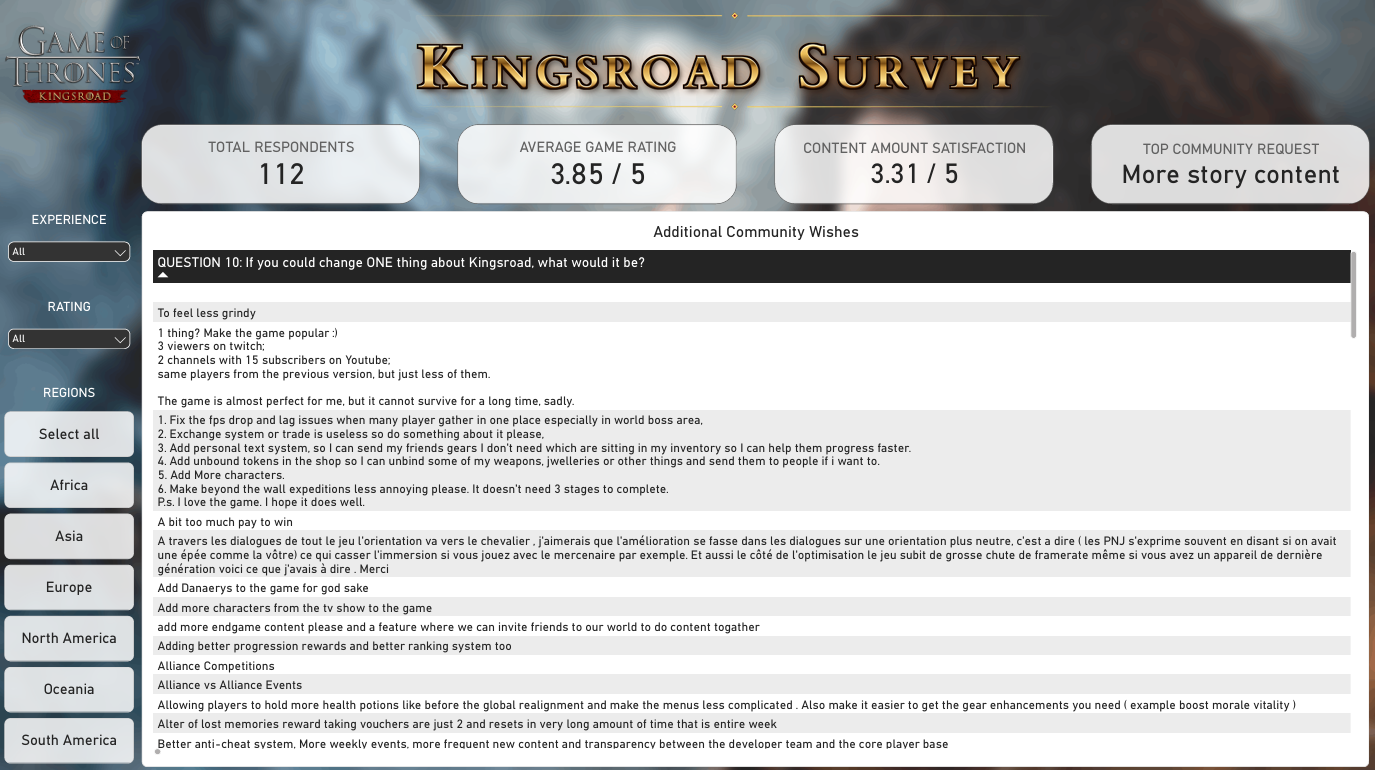 GAME OF
THRONES
KINGSROAD
KINGSROAD SURVEY
TOTAL RESPONDENTS
112
AVERAGE GAME RATING
3.85 / 5
CONTENT AMOUNT SATISFACTION
3.31 / 5
TOP COMMUNITY REQUEST
More story content
EXPERIENCE
All
RATING
All
REGIONS
Select all
Africa
Asia
Europe
North America
Oceania
South America
Additional Community Wishes
QUESTION 10: If you could change ONE thing about Kingsroad, what would it be?
To feel less grindy
1 thing? Make the game popular :)
3 viewers on twitch;
2 channels with 15 subscribers on Youtube;
same players from the previous version, but just less of them.
The game is almost perfect for me, but it cannot survive for a long time, sadly.
1. Fix the fps drop and lag issues when many player gather in one place especially in world boss area,
2. Exchange system or trade is useless so do something about it please,
3. Add personal text system, so I can send my friends gears I don't need which are sitting in my inventory so I can help them progress faster.
4. Add unbound tokens in the shop so I can unbind some of my weapons, jwelleries or other things and send them to people if i want to.
5. Add More characters.
6. Make beyond the wall expeditions less annoying please. It doesn't need 3 stages to complete.
P.s. I love the game. I hope it does well.
A bit too much pay to win
A travers les dialogues de tout le jeu l'orientation va vers le chevalier , j'aimerais que l'amélioration se fasse dans les dialogues sur une orientation plus neutre, c'est a dire ( les PNJ s'exprime souvent en disant si on avait
une épée comme la vôtre) ce qui casser l'immersion si vous jouez avec le mercenaire par exemple. Et aussi le côté de l'optimisation le jeu subit de grosse chute de framerate même si vous avez un appareil de dernière
génération voici ce que j'avais à dire . Merci
Add Danaerys to the game for god sake
Add more characters from the tv show to the game
add more endgame content please and a feature where we can invite friends to our world to do content togather
Adding better progression rewards and better ranking system too
Alliance Competitions
Alliance vs Alliance Events
Allowing players to hold more health potions like before the global realignment and make the menus less complicated . Also make it easier to get the gear enhancements you need ( example boost morale vitality )
Alter of lost memories reward taking vouchers are just 2 and resets in very long amount of time that is entire week
Better anti-cheat system, More weekly events, more frequent new content and transparency between the developer team and the core player base